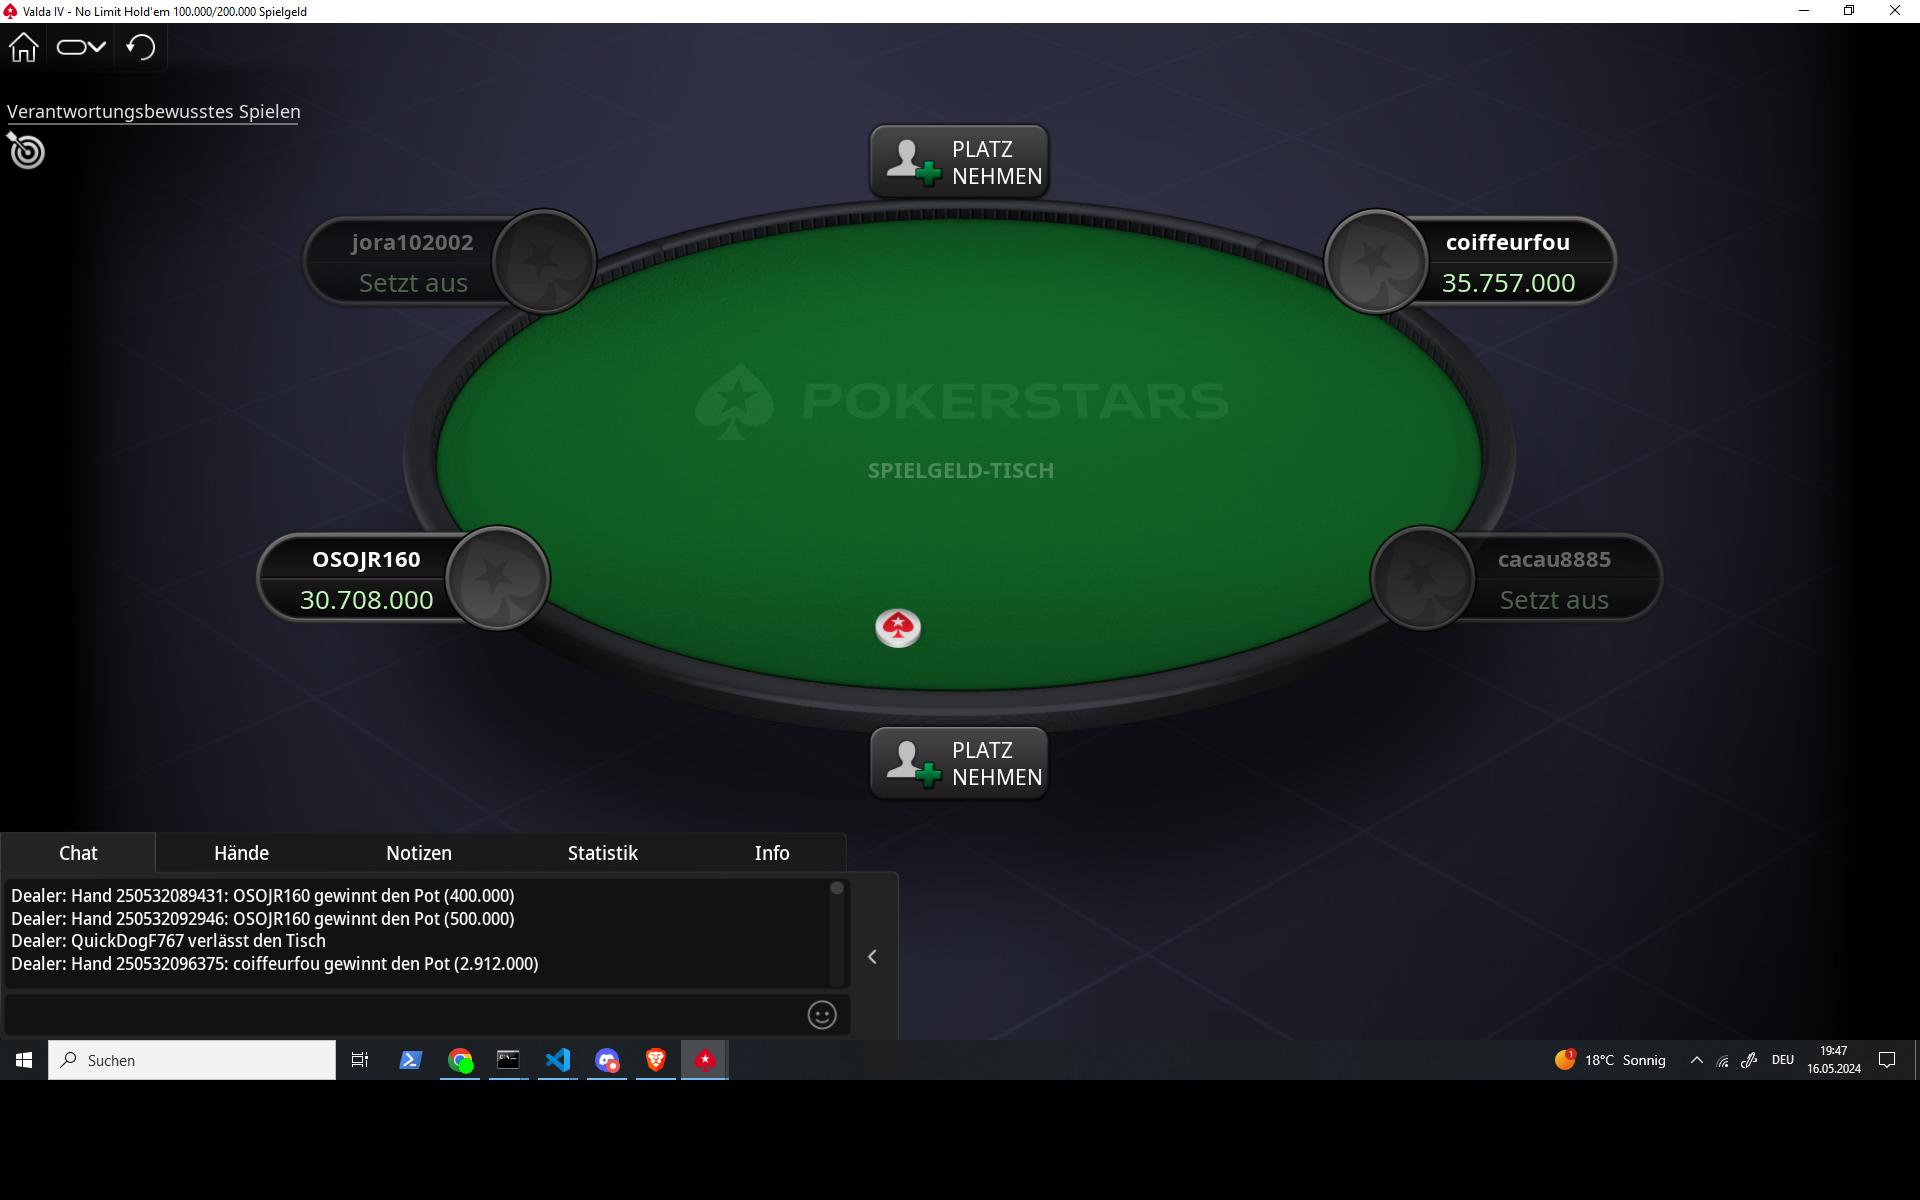 Valda IV - No Limit Hold'em 100.000/200.000 Spielgeld
Verantwortungsbewusstes Spielen
PLATZ
NEHMEN
jora102002
Setzt aus
coiffeurfou
35.757.000
POKERSTARS
SPIELGELD-TISCH
OSOJR160
30.708.000
cacau8885
Setzt aus
PLATZ
NEHMEN
Chat Hände Notizen Statistik Info
Dealer: Hand 250532089431: OSOJR160 gewinnt den Pot (400.000)
Dealer: Hand 250532092946: OSOJR160 gewinnt den Pot (500.000)
Dealer: QuickDogF767 verlässt den Tisch
Dealer: Hand 250532096375: coiffeurfou gewinnt den Pot (2.912.000)
Suchen
1
18°C Sonnig
DEU
19:47
16.05.2024